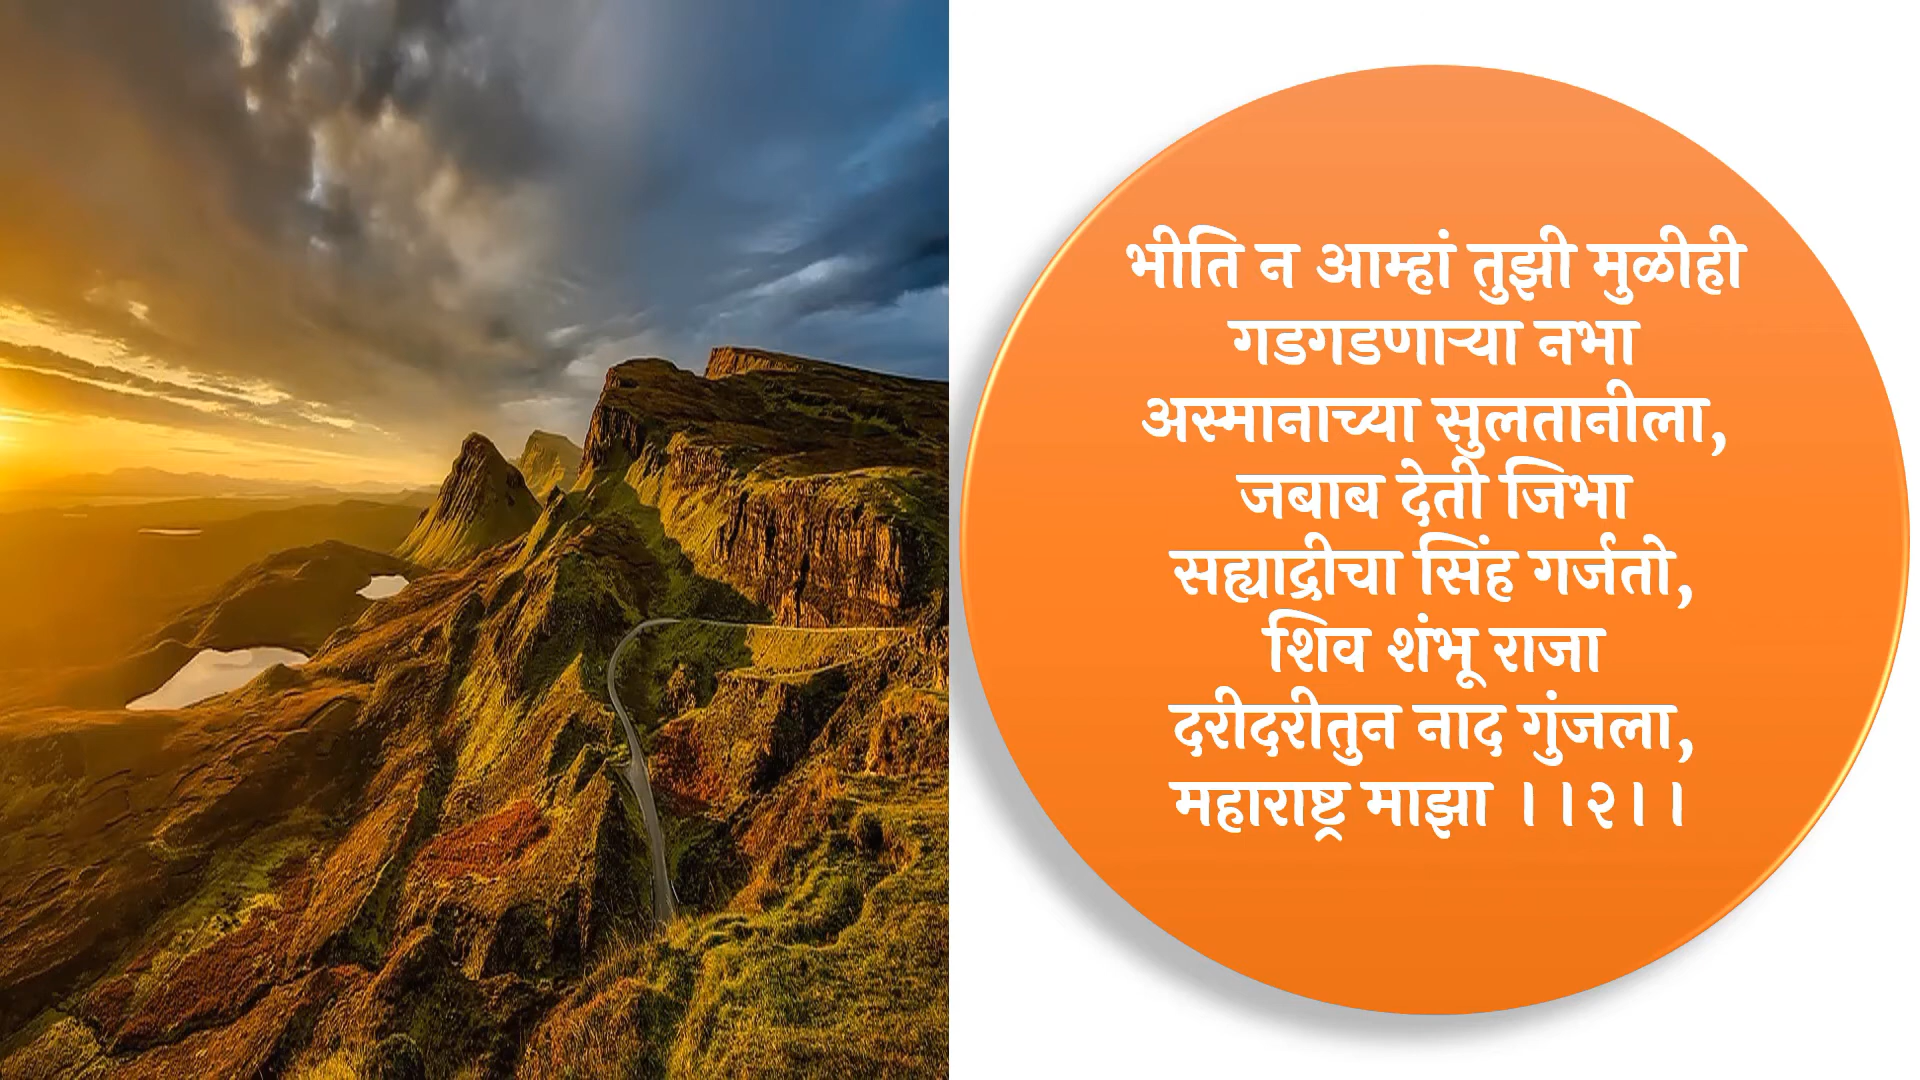 भीति न आम्हां तुझी मुळीही
गडगडणाऱ्या नभा
अस्मानाच्या सुलतानीला,
जबाब देती जिभा
सह्याद्रीचा सिंह गर्जतो,
शिव शंभू राजा
दरीदरीतुन नाद गुंजला,
महाराष्ट्र माझा ।।२।।